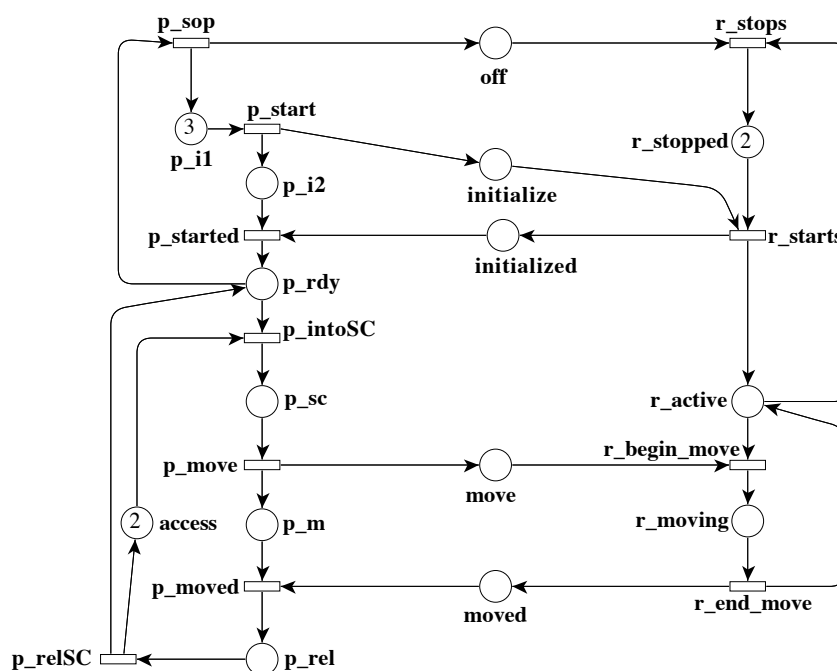 p_sop
r_stops
off
p_start
3
p_i1
r_stopped
2
p_i2
initialize
p_started
r_starts
initialized
p_rdy
p_intoSC
p_sc
r_active
r_begin_move
p_move
move
2
access
p_m
r_moving
p_moved
moved
r_end_move
p_relSC
p_rel